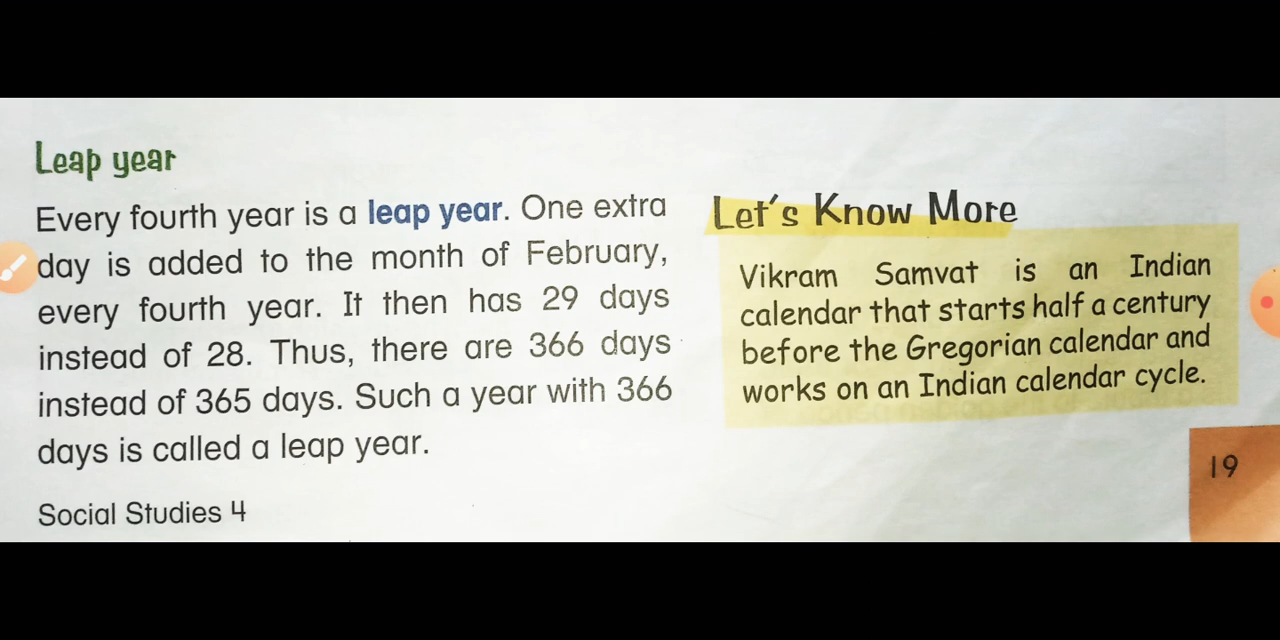 Leap year
Every fourth year is a leap year. One extra
day is added to the month of February,
every fourth year. It then has 29 days
instead of 28. Thus, there are 366 days
instead of 365 days. Such a year with 366
days is called a leap year.
Social Studies 4
Let's Know More
Vikram Samvat is an Indian
calendar that starts half a century
before the Gregorian calendar and
works on an Indian calendar cycle.
19